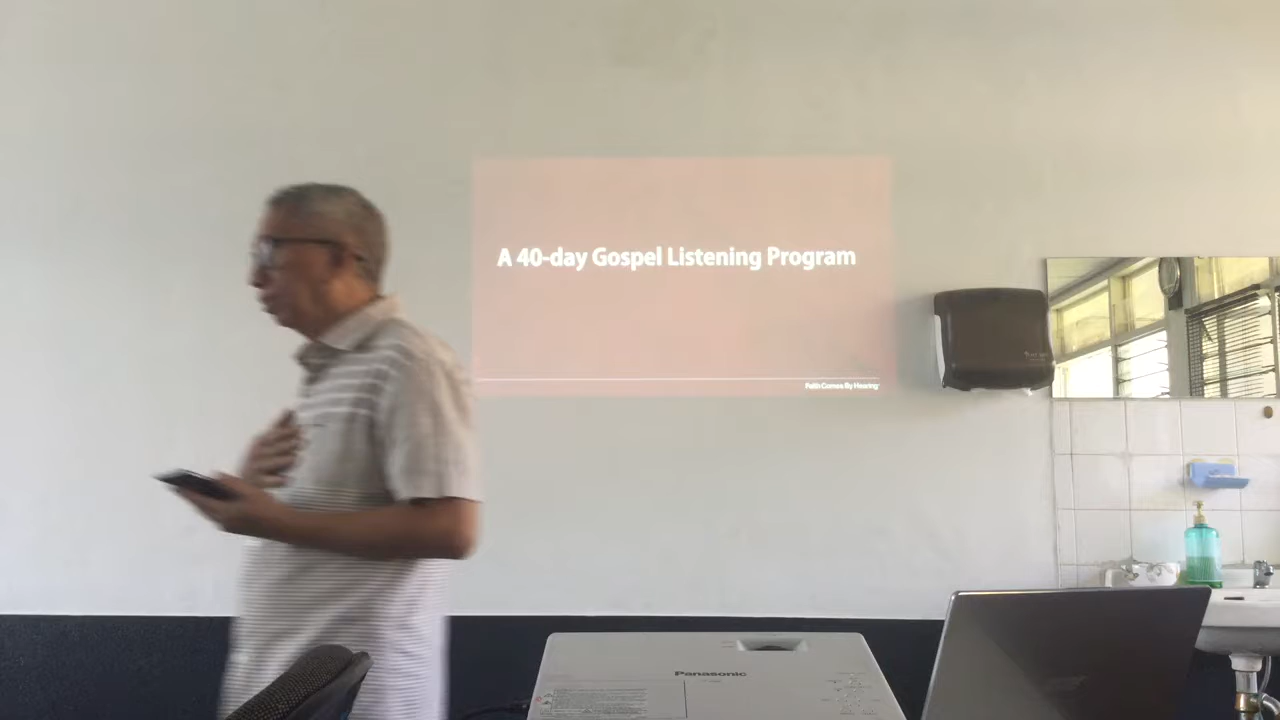 A 40-day Gospel Listening Program
Faith Comes By Hearing
Panasonic